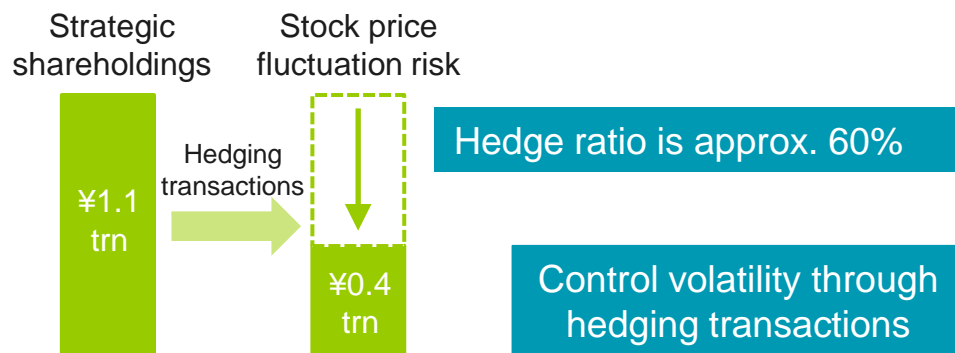 Strategic
shareholdings
Stock price
fluctuation risk
Hedging
transactions
¥1.1
trn
¥0.4
trn
Hedge ratio is approx. 60%
Control volatility through
hedging transactions